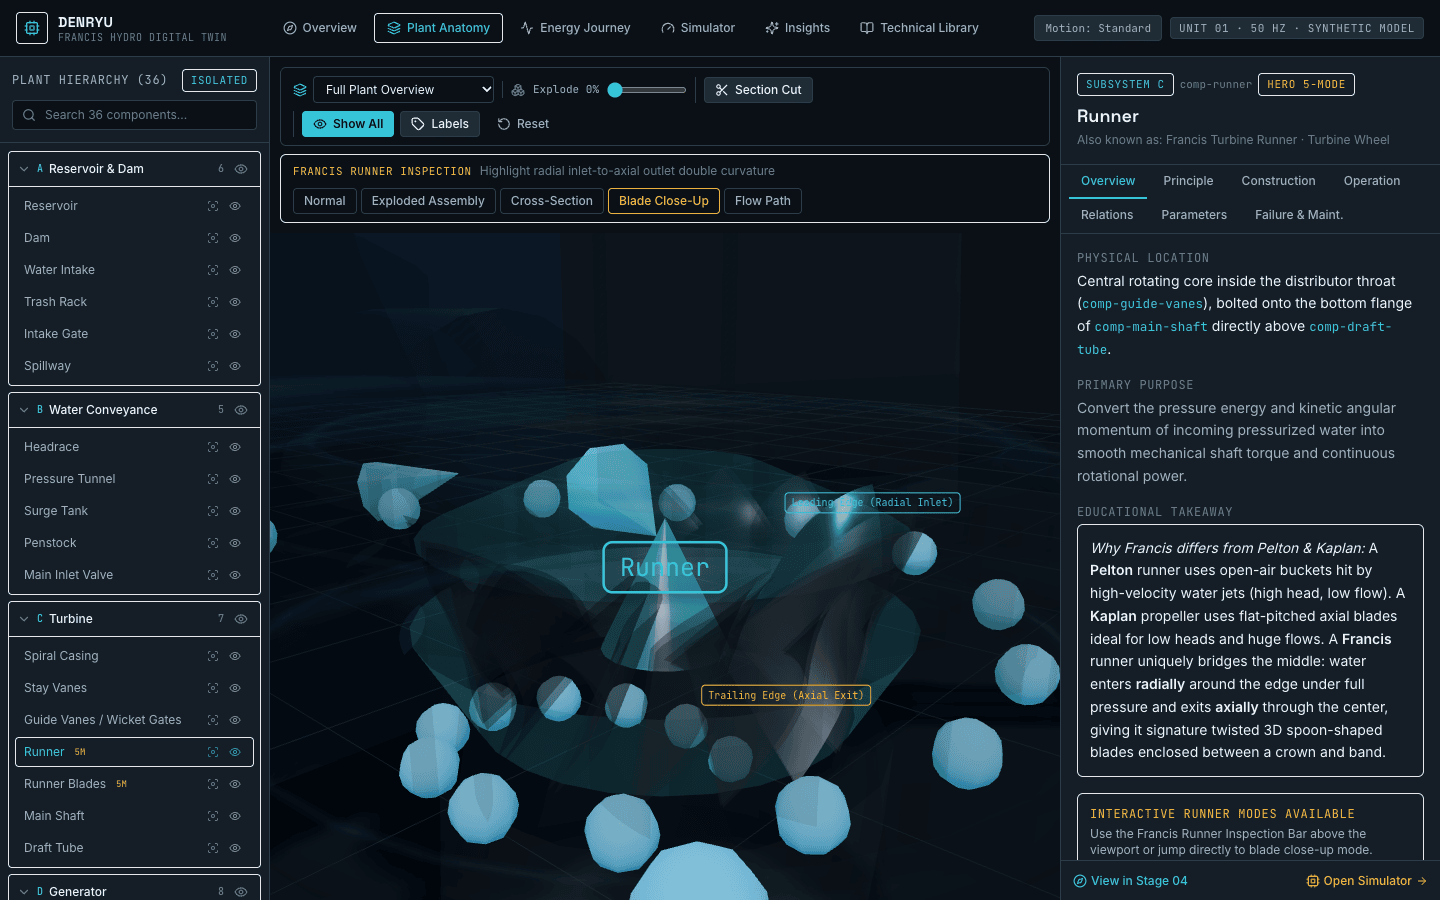 DENRYU
FRANCIS HYDRO DIGITAL TWIN
Overview
Plant Anatomy
Energy Journey
Simulator
Insights
Technical Library
Motion: Standard
UNIT 01 · 50 HZ · SYNTHETIC MODEL
PLANT HIERARCHY (36)
ISOLATED
Search 36 components...
A Reservoir & Dam 6
Reservoir
Dam
Water Intake
Trash Rack
Intake Gate
Spillway
B Water Conveyance 5
Headrace
Pressure Tunnel
Surge Tank
Penstock
Main Inlet Valve
C Turbine 7
Spiral Casing
Stay Vanes
Guide Vanes / Wicket Gates
Runner 5M
Runner Blades 5M
Main Shaft
Draft Tube
D Generator 8
Full Plant Overview
Explode 0%
Section Cut
Show All
Labels
Reset
FRANCIS RUNNER INSPECTION Highlight radial inlet-to-axial outlet double curvature
Normal
Exploded Assembly
Cross-Section
Blade Close-Up
Flow Path
Leading Edge (Radial Inlet)
Runner
Trailing Edge (Axial Exit)
SUBSYSTEM C
comp-runner
HERO 5-MODE
Runner
Also known as: Francis Turbine Runner · Turbine Wheel
Overview
Principle
Construction
Operation
Relations
Parameters
Failure & Maint.
PHYSICAL LOCATION
Central rotating core inside the distributor throat
(comp-guide-vanes), bolted onto the bottom flange
of comp-main-shaft directly above comp-draft-
tube.
PRIMARY PURPOSE
Convert the pressure energy and kinetic angular
momentum of incoming pressurized water into
smooth mechanical shaft torque and continuous
rotational power.
EDUCATIONAL TAKEAWAY
Why Francis differs from Pelton & Kaplan: A
Pelton runner uses open-air buckets hit by
high-velocity water jets (high head, low flow). A
Kaplan propeller uses flat-pitched axial blades
ideal for low heads and huge flows. A Francis
runner uniquely bridges the middle: water
enters radially around the edge under full
pressure and exits axially through the center,
giving it signature twisted 3D spoon-shaped
blades enclosed between a crown and band.
INTERACTIVE RUNNER MODES AVAILABLE
Use the Francis Runner Inspection Bar above the
viewport or jump directly to blade close-up mode.
View in Stage 04
Open Simulator →